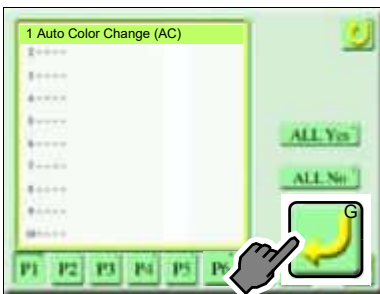 1 Auto Color Change (AC)
2-----
3-----
4-----
5-----
6-----
7-----
8-----
9-----
10-----
ALL Yes
ALL No
G
P1 P2 P3 P4 P5 P6